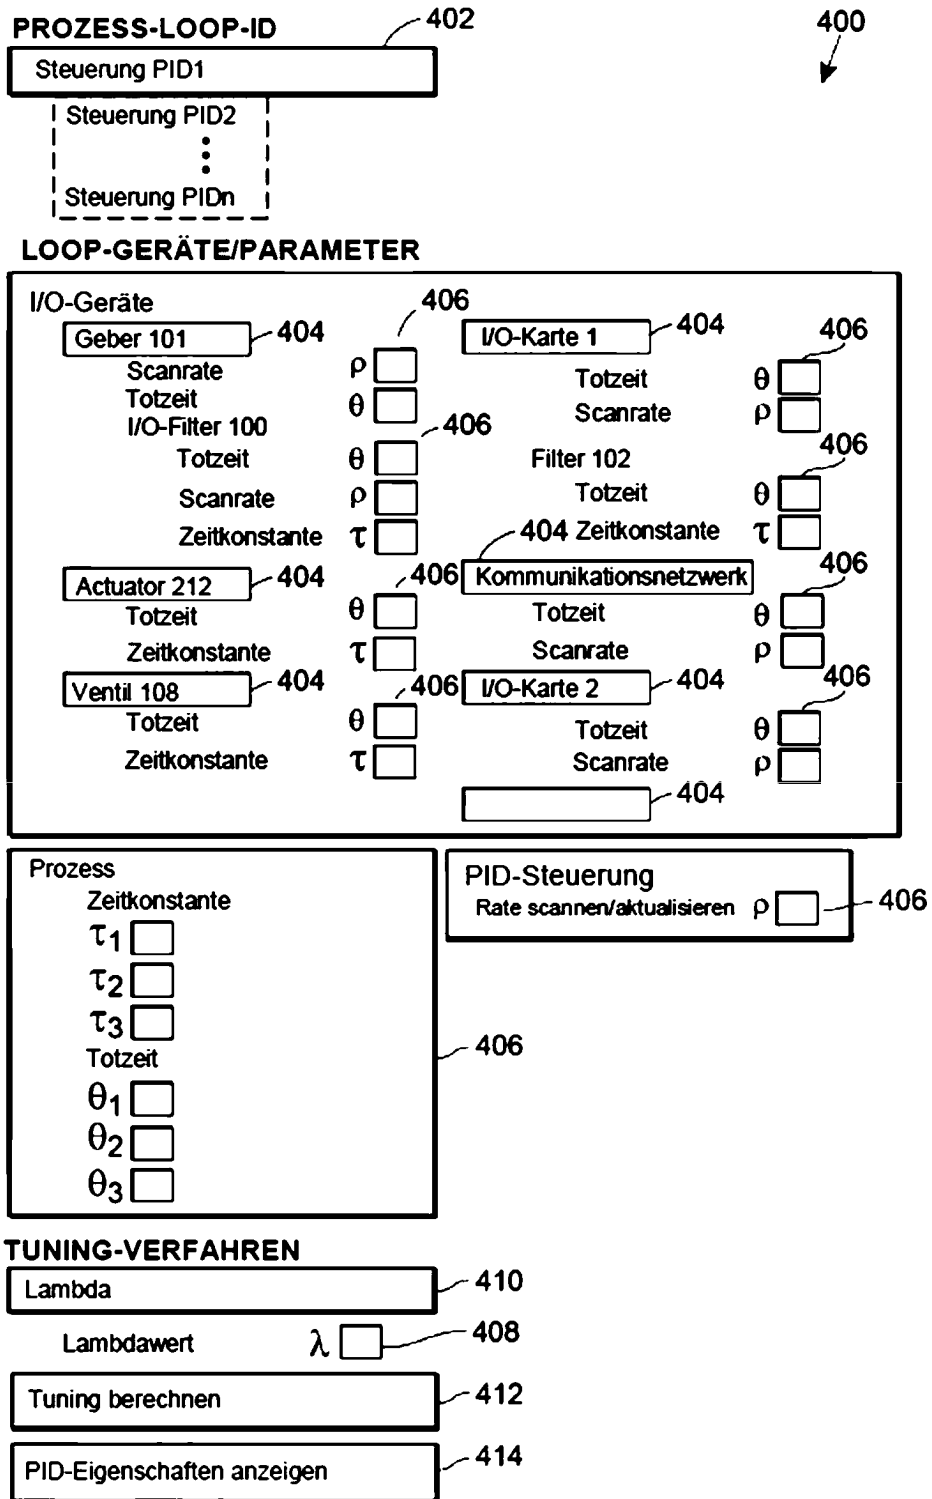 PROZESS-LOOP-ID
402
400
Steuerung PID1
Steuerung PID2
Steuerung PIDn
LOOP-GERÄTE/PARAMETER
I/O-Geräte
406
Geber 101
404
Scanrate ρ
Totzeit θ
I/O-Filter 100
406
Totzeit θ
Scanrate ρ
Zeitkonstante τ
Actuator 212
404
406
Totzeit θ
Zeitkonstante τ
Ventil 108
404
406
Totzeit θ
Zeitkonstante τ
I/O-Karte 1
404
406
Totzeit θ
Scanrate ρ
Filter 102
406
Totzeit θ
Zeitkonstante τ
404
Kommunikationsnetzwerk
406
Totzeit θ
Scanrate ρ
I/O-Karte 2
404
406
Totzeit θ
Scanrate ρ
404
Prozess
Zeitkonstante
τ1
τ2
τ3
Totzeit
θ1
θ2
θ3
406
PID-Steuerung
Rate scannen/aktualisieren ρ
406
TUNING-VERFAHREN
Lambda
410
Lambdawert λ
408
Tuning berechnen
412
PID-Eigenschaften anzeigen
414